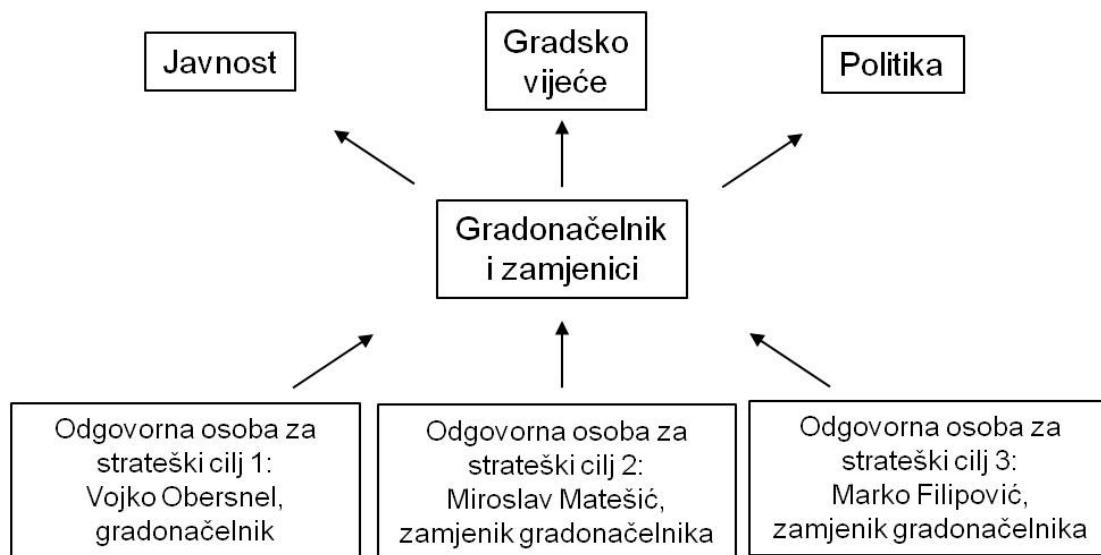 Javnost
Gradsko
vijeće
Politika
Gradonačelnik
i zamjenici
Odgovorna osoba za
strateški cilj 1:
Vojko Obersnel,
gradonačelnik
Odgovorna osoba za
strateški cilj 2:
Miroslav Matešić,
zamjenik gradonačelnika
Odgovorna osoba za
strateški cilj 3:
Marko Filipović,
zamjenik gradonačelnika